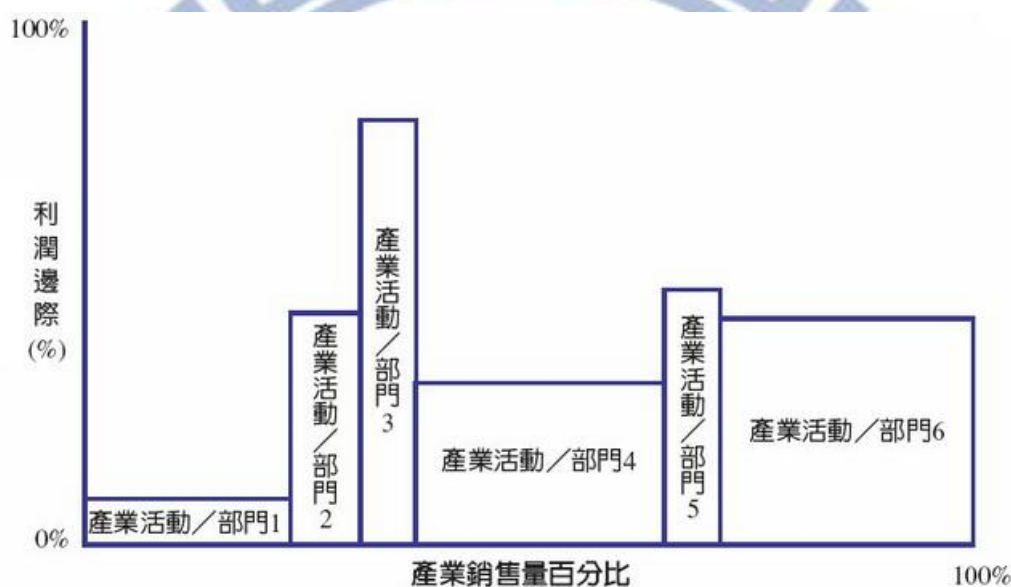 100%
利潤邊際
(%)
0%
產業活動／部門1
產業活動／部門2
產業活動／部門3
產業活動／部門4
產業活動／部門5
產業活動／部門6
產業銷售量百分比
100%